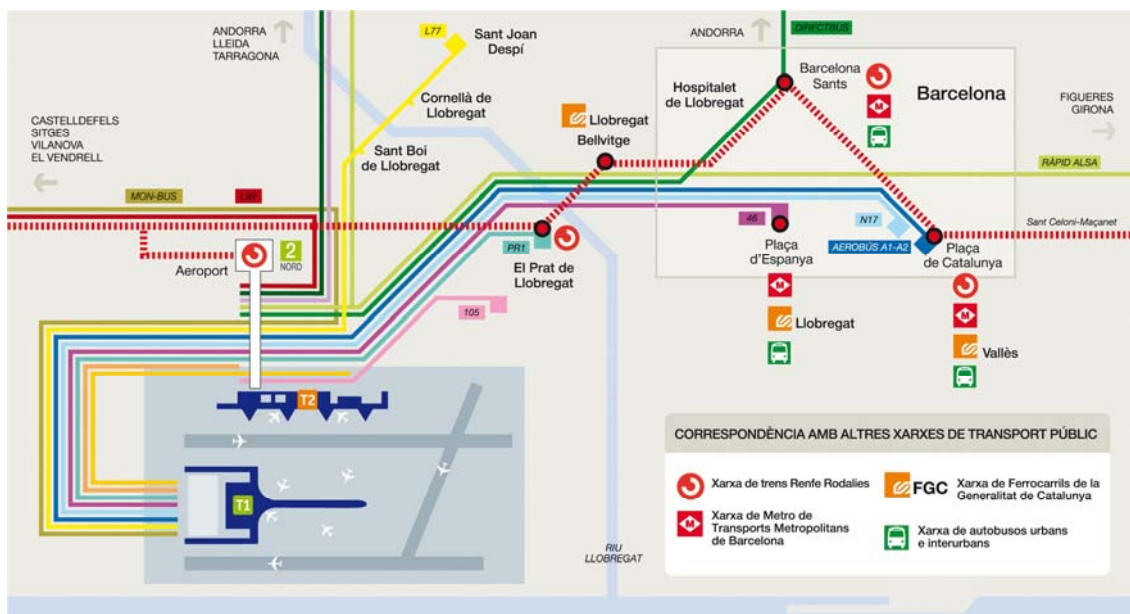 ANDORRA
LLEIDA
TARRAGONA
L77
Sant Joan
Despí
ANDORRA
DIRECTBUS
Barcelona
Sants
Barcelona
Hospitalet
de Llobregat
FIGUERES
GIRONA
CASTELLDEFELS
SITGES
VILANOVA
EL VENDRELL
Cornellà de
Llobregat
Llobregat
Bellvitge
Sant Boi
de Llobregat
RÀPID ALSA
MON-BUS
L99
46
N17
Sant Celoni-Maçanet
AEROBÚS A1-A2
Plaça
d'Espanya
Plaça
de Catalunya
PR1
El Prat de
Llobregat
Aeroport
2
NORD
105
Llobregat
Vallès
T2
T1
RIU
LLOBREGAT
CORRESPONDÈNCIA AMB ALTRES XARXES DE TRANSPORT PÚBLIC
Xarxa de trens Renfe Rodalies
FGC
Xarxa de Ferrocarrils de la
Generalitat de Catalunya
Xarxa de Metro de
Transports Metropolitans
de Barcelona
Xarxa de autobusos urbans
e interurbans